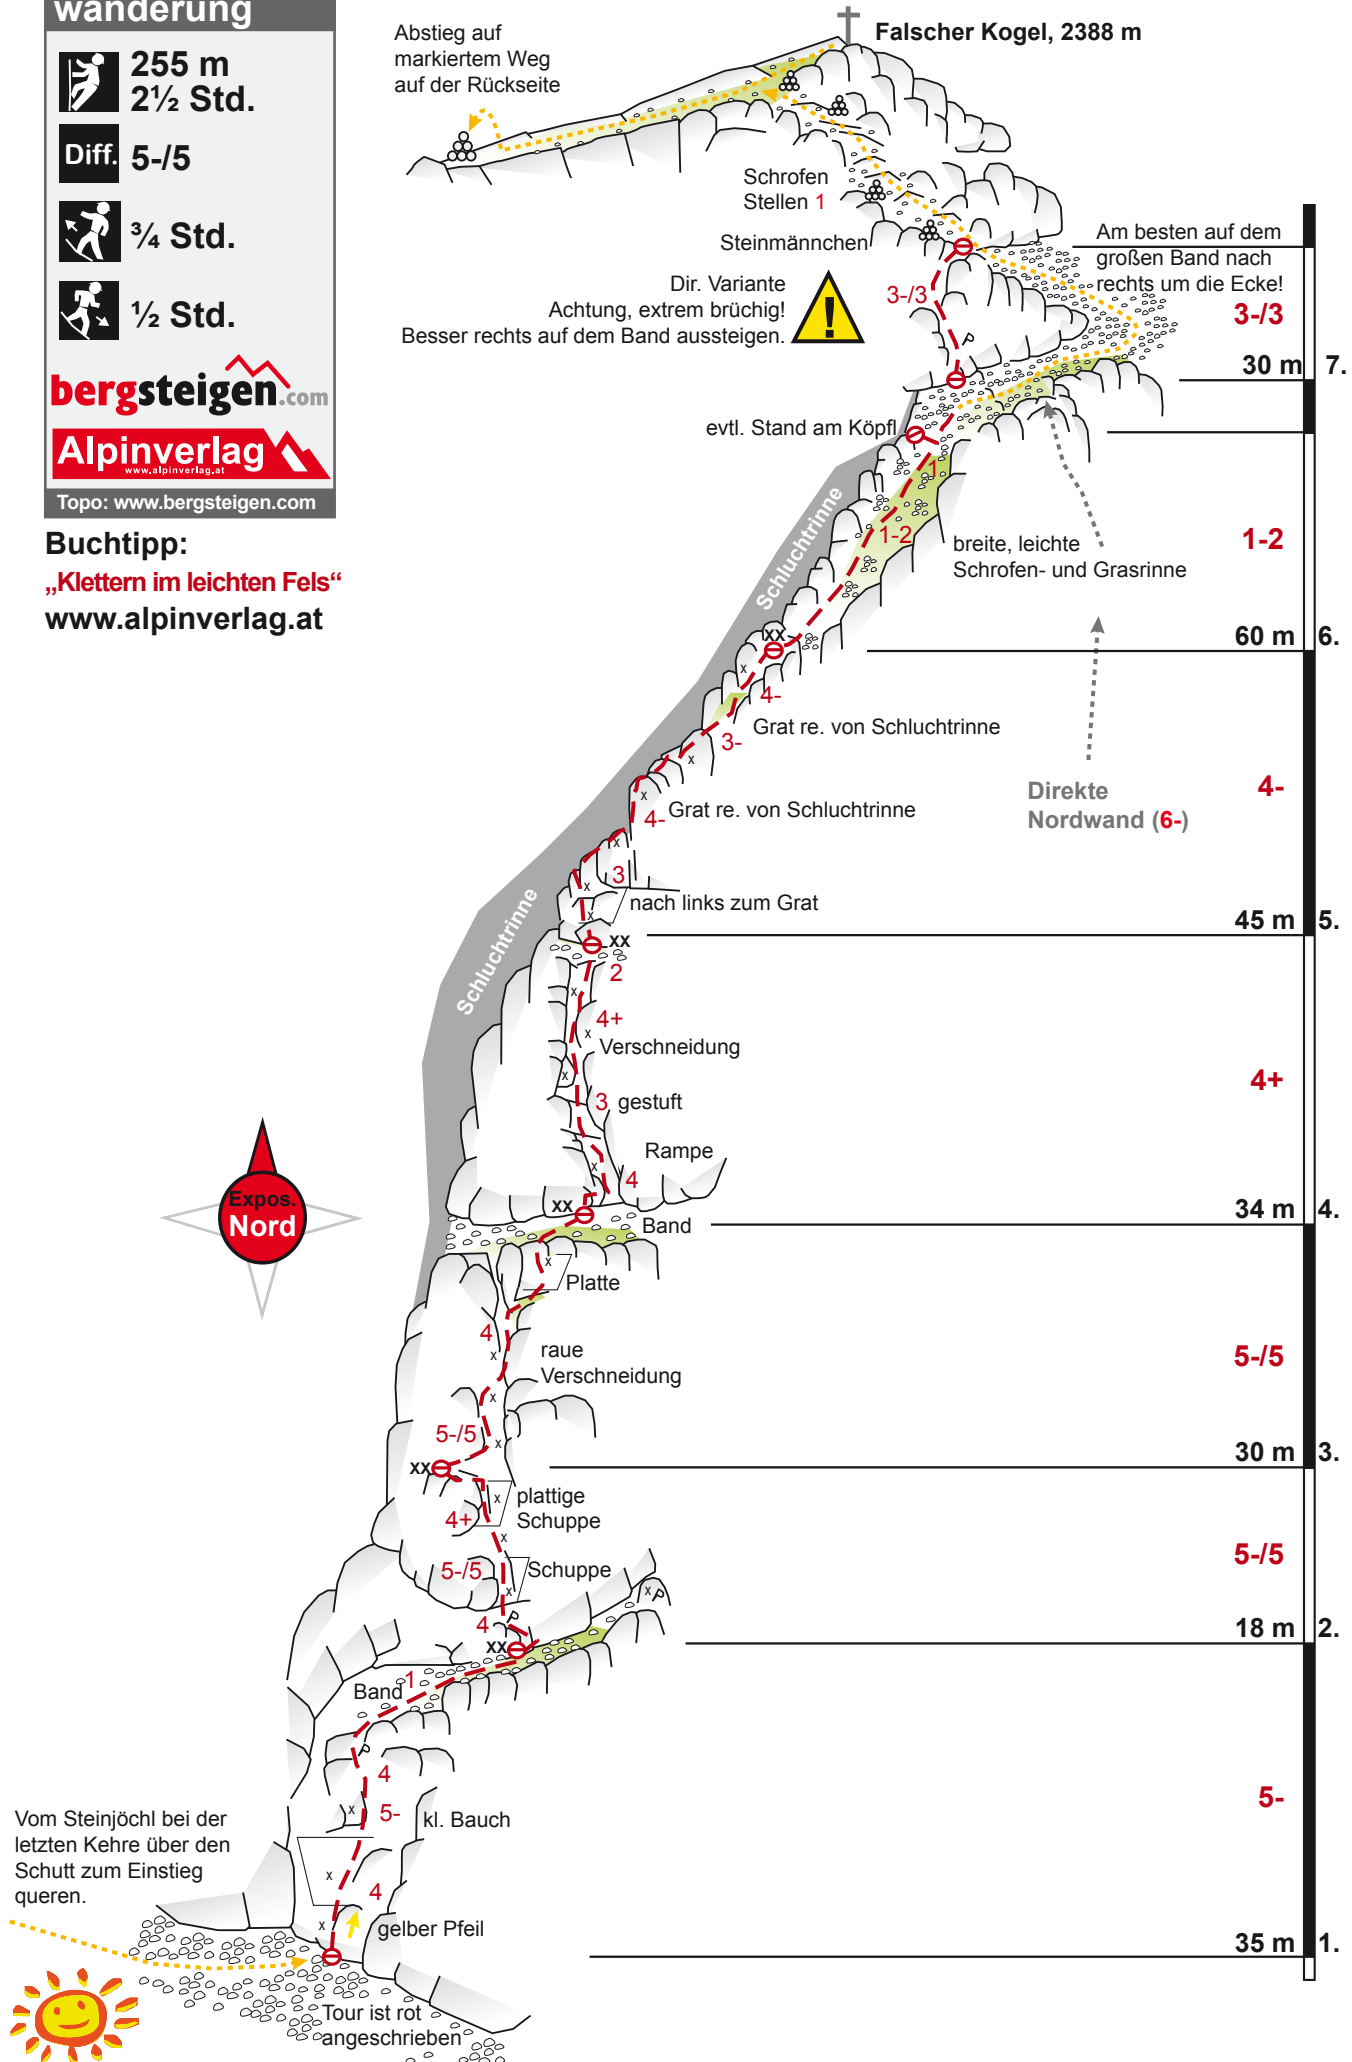 wanderung
255 m
2½ Std.
Diff. 5-/5
¾ Std.
½ Std.
bergsteigen.com
Alpinverlag
www.alpinverlag.at
Topo: www.bergsteigen.com
Buchtipp:
„Klettern im leichten Fels“
www.alpinverlag.at
Abstieg auf
markiertem Weg
auf der Rückseite
Falscher Kogel, 2388 m
Schrofen
Stellen 1
Steinmännchen
Am besten auf dem
großen Band nach
rechts um die Ecke!
Dir. Variante
Achtung, extrem brüchig!
Besser rechts auf dem Band aussteigen.
!
3-/3
P
3-/3
30 m 7.
evtl. Stand am Köpfl
1
1-2
Schluchtrinne
breite, leichte
Schrofen- und Grasrinne
1-2
xx
60 m 6.
x
4-
3-
Grat re. von Schluchtrinne
x
x
4-
Grat re. von Schluchtrinne
Direkte
Nordwand (6-)
4-
x
3
x
x
nach links zum Grat
Schluchtrinne
xx
45 m 5.
2
x
4+
x
Verschneidung
x
4+
3 gestuft
Rampe
x
4
xx
Band
34 m 4.
Expos.
Nord
x
Platte
4
x
raue
Verschneidung
x
5-/5
5-/5
x
xx
30 m 3.
x
plattige
Schuppe
4+
x
5-/5
Schuppe
x
5-/5
x P
P
4
xx
18 m 2.
1
Band
P
4
x
5-
kl. Bauch
5-
Vom Steinjöchl bei der
letzten Kehre über den
Schutt zum Einstieg
queren.
x
4
x
gelber Pfeil
35 m 1.
Tour ist rot
angeschrieben